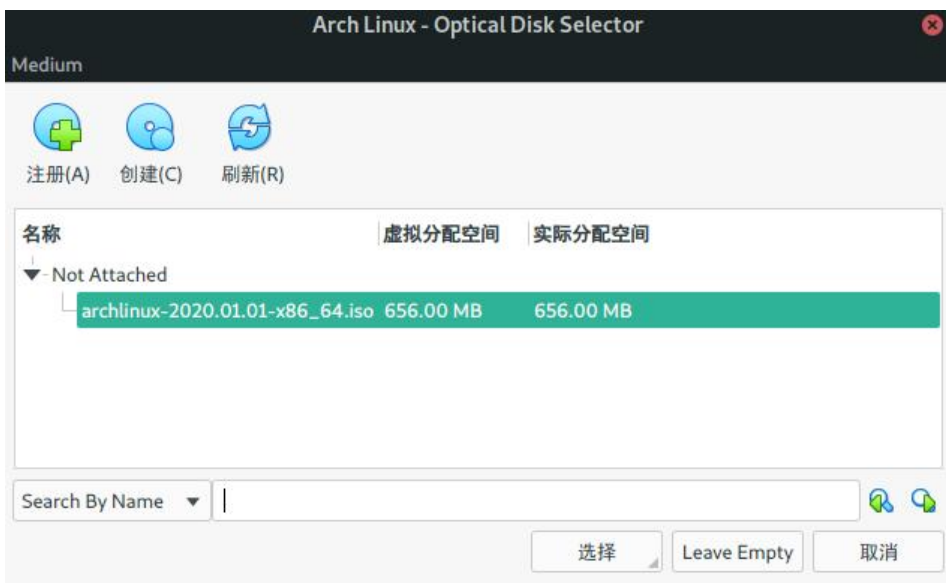 Arch Linux - Optical Disk Selector
Medium
注册(A) 创建(C) 刷新(R)
名称 虚拟分配空间 实际分配空间
Not Attached
archlinux-2020.01.01-x86_64.iso 656.00 MB 656.00 MB
Search By Name
选择 Leave Empty 取消